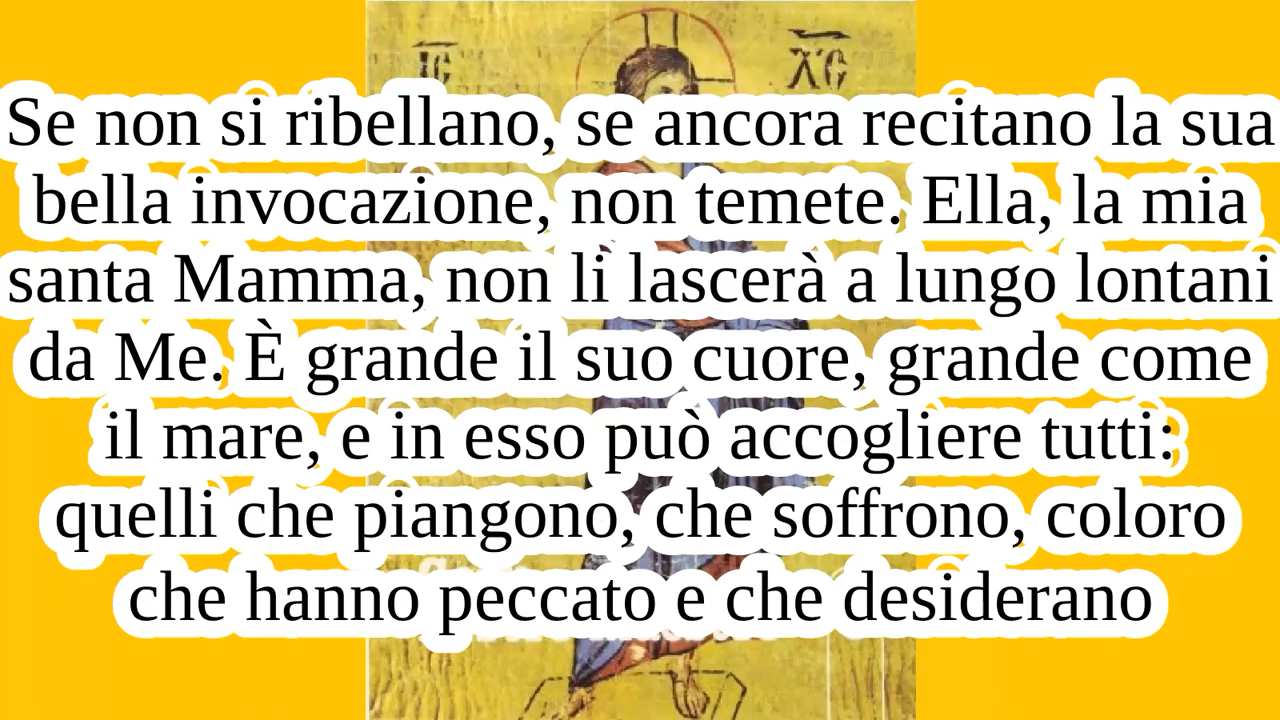 IC XC
Se non si ribellano, se ancora recitano la sua
bella invocazione, non temete. Ella, la mia
santa Mamma, non li lascerà a lungo lontani
da Me. È grande il suo cuore, grande come
il mare, e in esso può accogliere tutti:
quelli che piangono, che soffrono, coloro
che hanno peccato e che desiderano